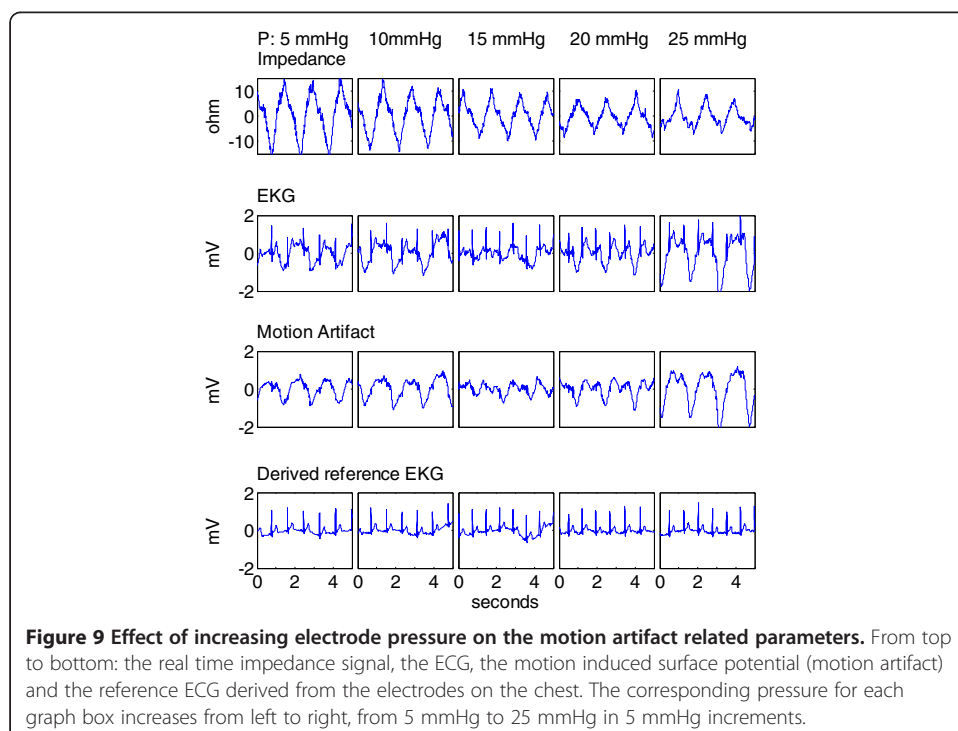 P: 5 mmHg 10mmHg 15 mmHg 20 mmHg 25 mmHg
Impedance
10
0
-10
ohm
EKG
2
0
-2
mV
Motion Artifact
2
0
-2
mV
Derived reference EKG
2
0
-2
mV
0 2 4 0 2 4 0 2 4 0 2 4 0 2 4
seconds
Figure 9 Effect of increasing electrode pressure on the motion artifact related parameters. From top
to bottom: the real time impedance signal, the ECG, the motion induced surface potential (motion artifact)
and the reference ECG derived from the electrodes on the chest. The corresponding pressure for each
graph box increases from left to right, from 5 mmHg to 25 mmHg in 5 mmHg increments.